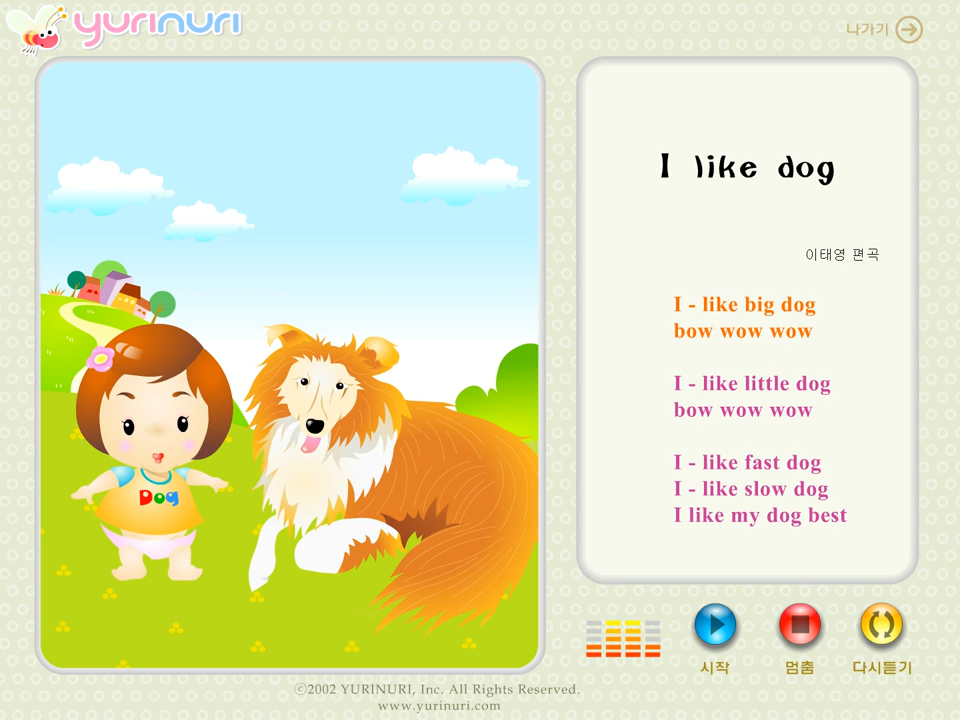 yurinuri
나가기
I like dog
이태영 편곡
I - like big dog
bow wow wow
I - like little dog
bow wow wow
I - like fast dog
I - like slow dog
I like my dog best
Dog
시작
멈춤
다시듣기
ⓒ2002 YURINURI, Inc. All Rights Reserved.
www.yurinuri.com